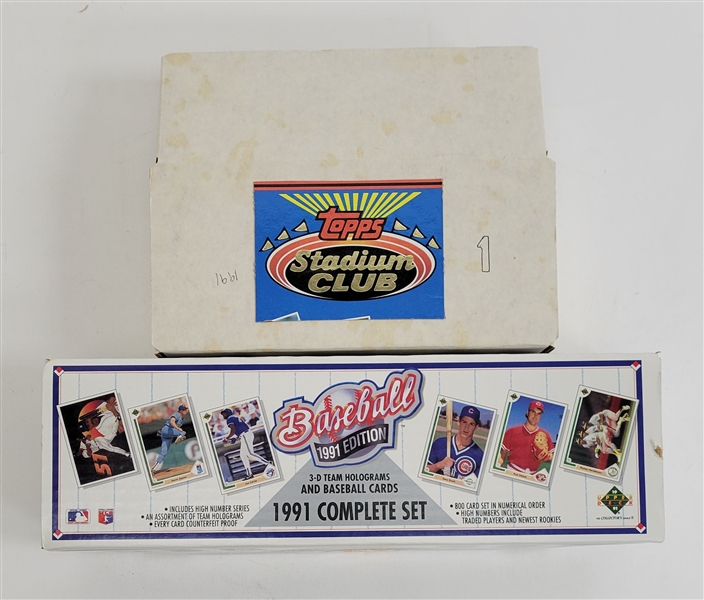 TOPPS
Stadium
CLUB
1991
1
Baseball
1991 EDITION
3-D TEAM HOLOGRAMS
AND BASEBALL CARDS
1991 COMPLETE SET
• INCLUDES HIGH NUMBER SERIES
• AN ASSORTMENT OF TEAM HOLOGRAMS
• EVERY CARD COUNTERFEIT PROOF
• 800 CARD SET IN NUMERICAL ORDER
• HIGH NUMBERS INCLUDE
TRADED PLAYERS AND NEWEST ROOKIES